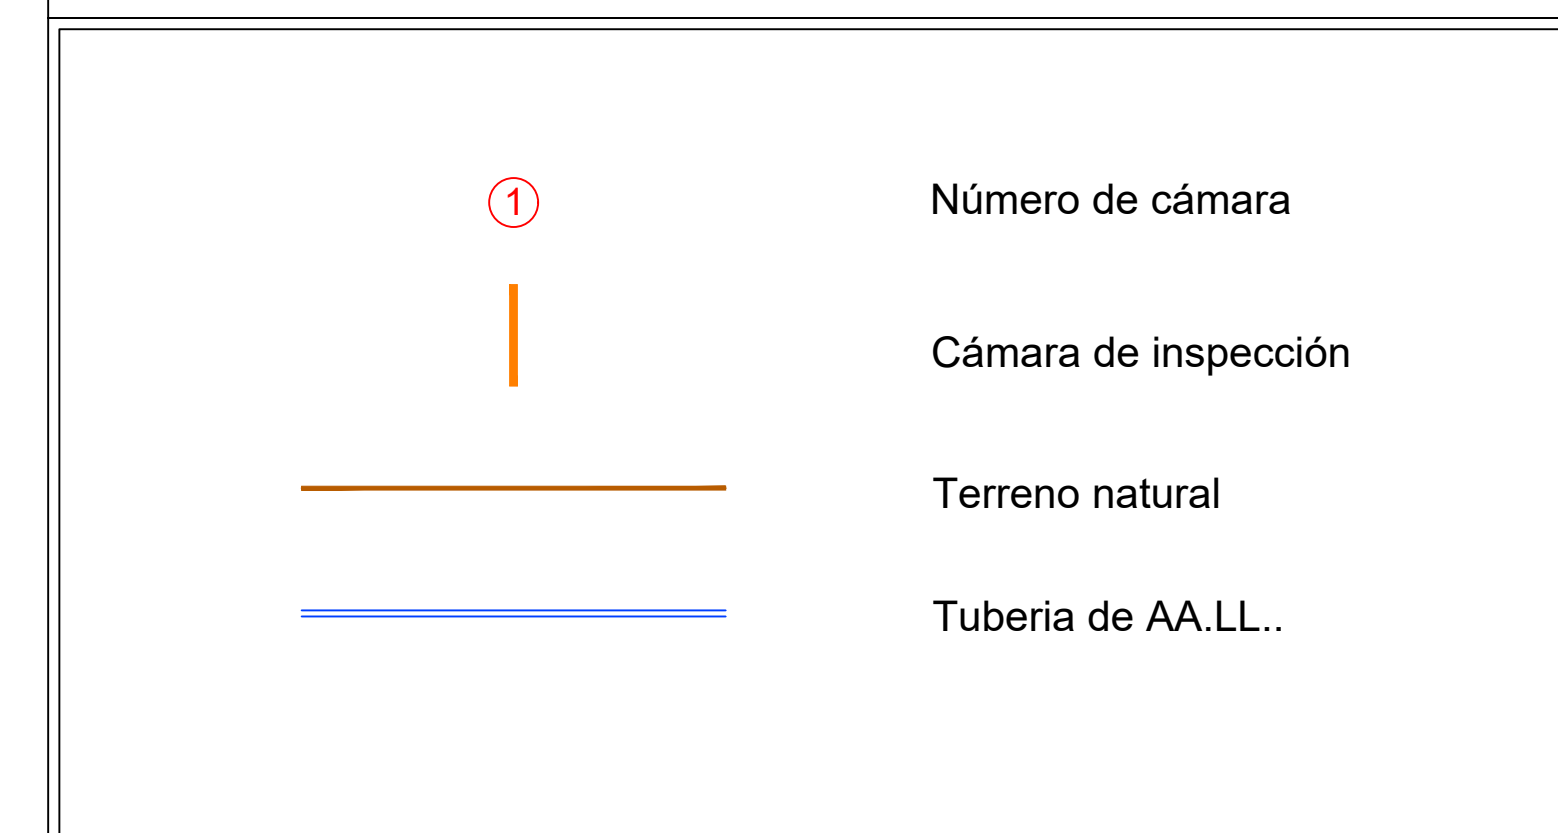 1 Número de cámara
Cámara de inspección
Terreno natural
Tuberia de AA.LL..